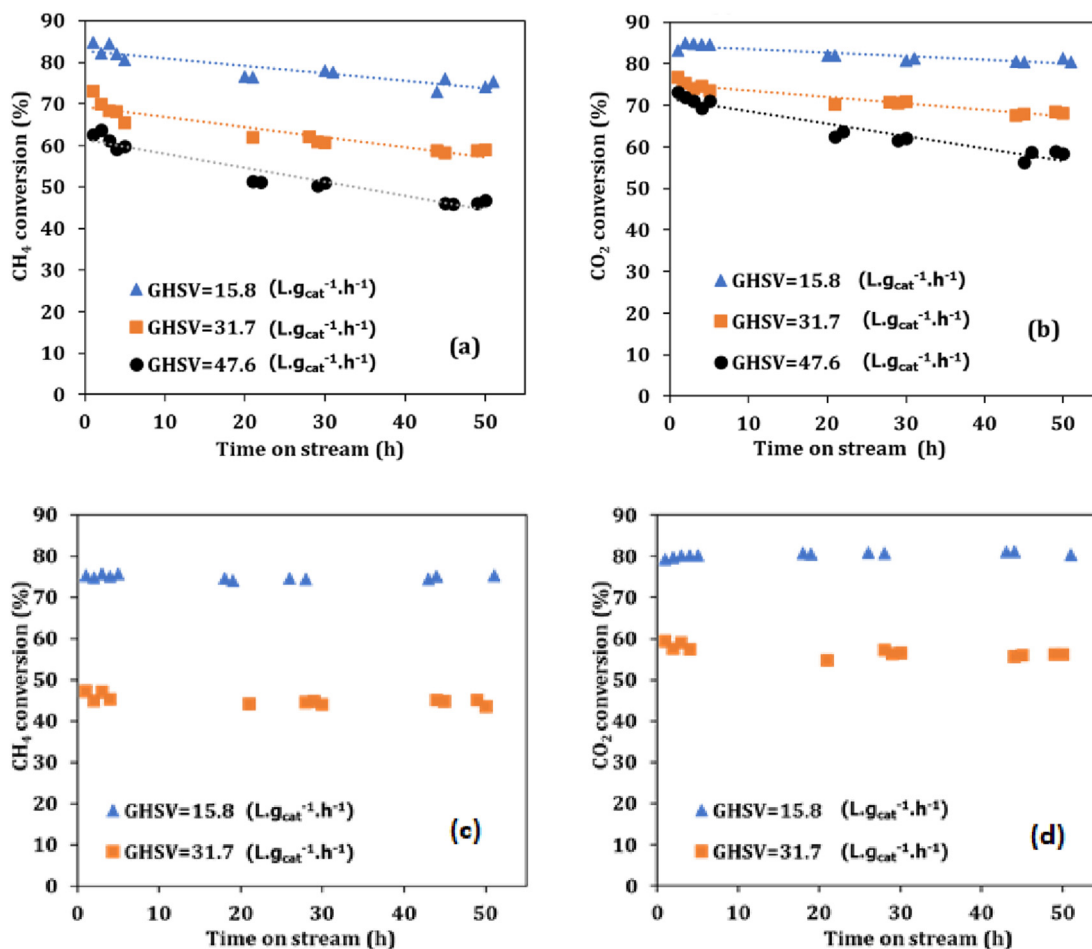 90
80
70
60
50
40
30
20
10
0
CH₄ conversion (%)
GHSV=15.8 (L.gcat⁻¹.h⁻¹)
GHSV=31.7 (L.gcat⁻¹.h⁻¹)
GHSV=47.6 (L.gcat⁻¹.h⁻¹)
(a)
0 10 20 30 40 50
Time on stream (h)
90
80
70
60
50
40
30
20
10
0
CO₂ conversion (%)
GHSV=15.8 (L.gcat⁻¹.h⁻¹)
GHSV=31.7 (L.gcat⁻¹.h⁻¹)
GHSV=47.6 (L.gcat⁻¹.h⁻¹)
(b)
0 10 20 30 40 50
Time on stream (h)
90
80
70
60
50
40
30
20
10
0
CH₄ conversion (%)
GHSV=15.8 (L.gcat⁻¹.h⁻¹)
GHSV=31.7 (L.gcat⁻¹.h⁻¹)
(c)
0 10 20 30 40 50
Time on stream (h)
90
80
70
60
50
40
30
20
10
0
CO₂ conversion (%)
GHSV=15.8 (L.gcat⁻¹.h⁻¹)
GHSV=31.7 (L.gcat⁻¹.h⁻¹)
(d)
0 10 20 30 40 50
Time on stream (h)